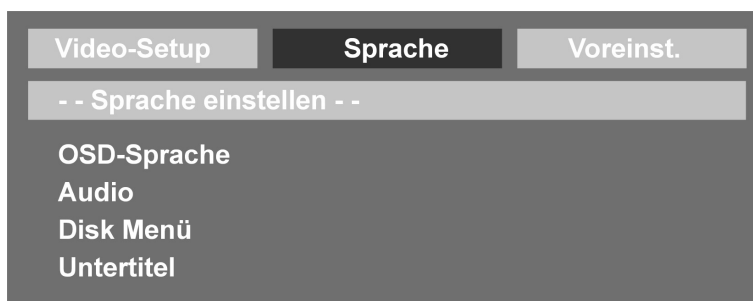 Video-Setup Sprache Voreinst.
- - Sprache einstellen - -
OSD-Sprache
Audio
Disk Menü
Untertitel